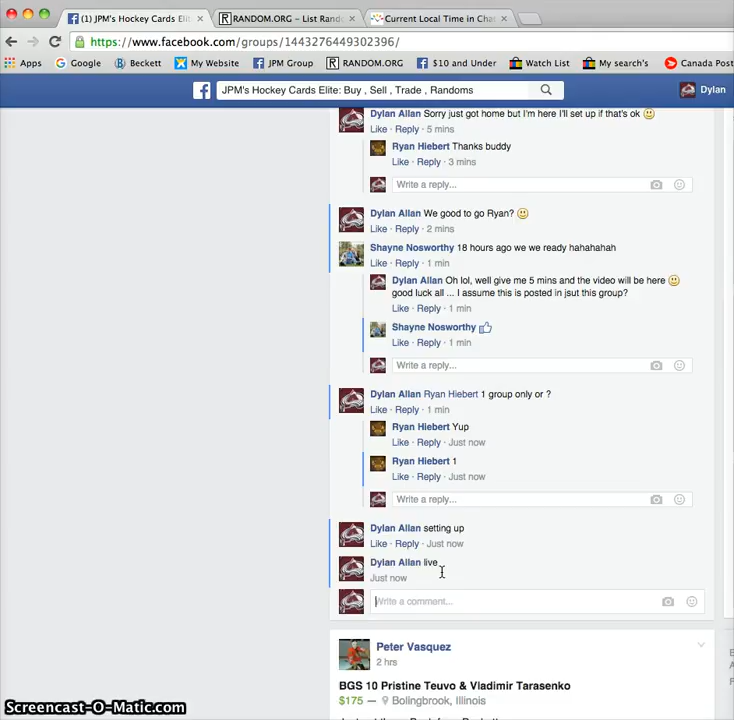 (1) JPM's Hockey Cards Elite
RANDOM.ORG - List Rand
Current Local Time in Cha
https://www.facebook.com/groups/1443276449302396/
Apps Google Beckett My Website JPM Group RANDOM.ORG $10 and Under Watch List My search's Canada Post
JPM's Hockey Cards Elite: Buy , Sell , Trade , Randoms
Dylan
Dylan Allan Sorry just got home but I'm here I'll set up if that's ok
Like · Reply · 5 mins
Ryan Hiebert Thanks buddy
Like · Reply · 3 mins
Write a reply...
Dylan Allan We good to go Ryan?
Like · Reply · 2 mins
Shayne Nosworthy 18 hours ago we we ready hahahahah
Like · Reply · 1 min
Dylan Allan Oh lol, well give me 5 mins and the video will be here
good luck all ... I assume this is posted in jsut this group?
Like · Reply · 1 min
Shayne Nosworthy
Like · Reply · 1 min
Write a reply...
Dylan Allan Ryan Hiebert 1 group only or ?
Like · Reply · 1 min
Ryan Hiebert Yup
Like · Reply · Just now
Ryan Hiebert 1
Like · Reply · Just now
Write a reply...
Dylan Allan setting up
Like · Reply · Just now
Dylan Allan live
Just now
Write a comment...
Peter Vasquez
2 hrs
BGS 10 Pristine Teuvo & Vladimir Tarasenko
$175 — Bolingbrook, Illinois
Screencast-O-Matic.com